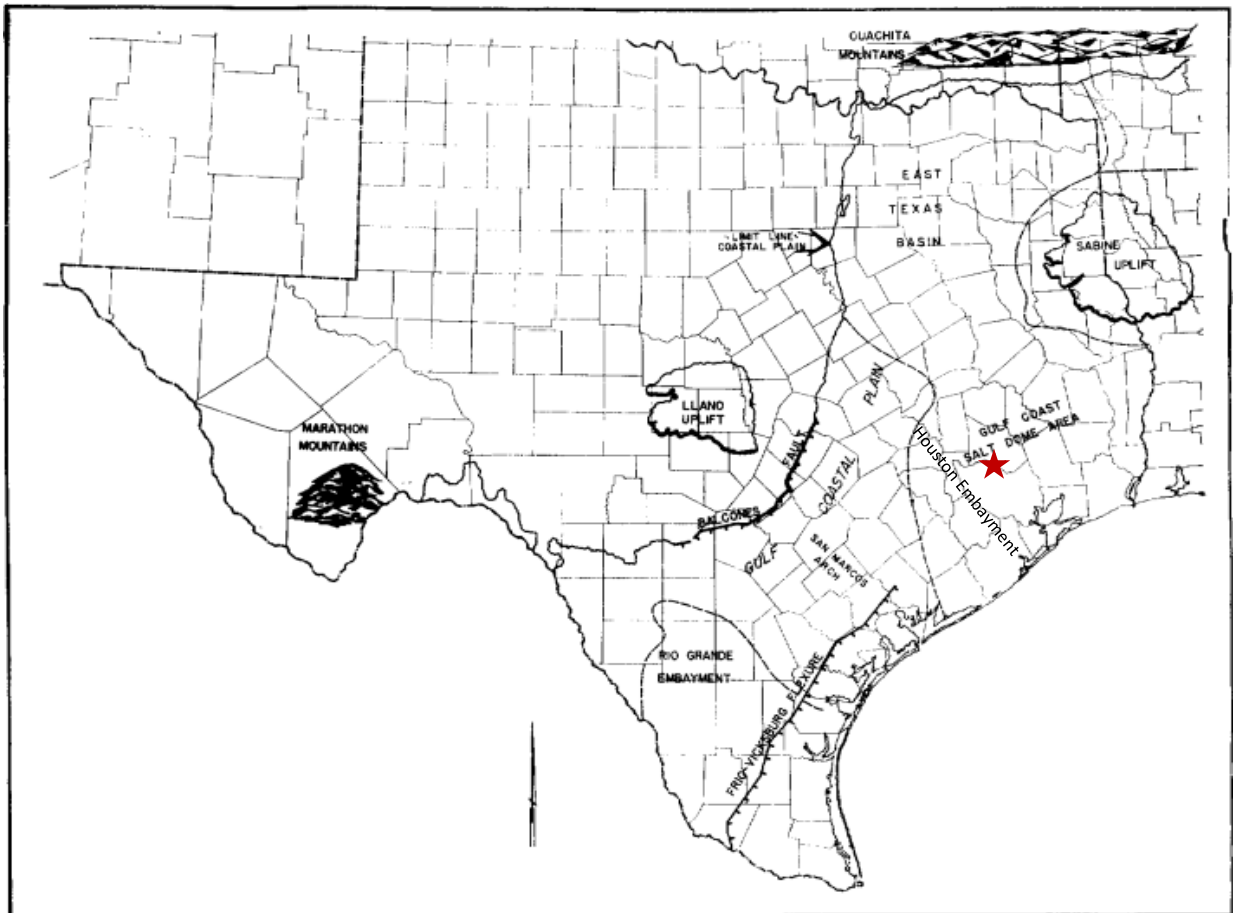 OUACHITA
MOUNTAINS
EAST
TEXAS
BASIN
LIMIT LINE
COASTAL PLAIN
SABINE
UPLIFT
LLANO
UPLIFT
MARATHON
MOUNTAINS
PLAIN
COASTAL
GULF
GULF COAST
SALT DOME AREA
Houston Embayment
BALCONES
FAULT
SAN MARCOS
ARCH
RIO GRANDE
EMBAYMENT
FRIO-VICKSBURG FLEXURE